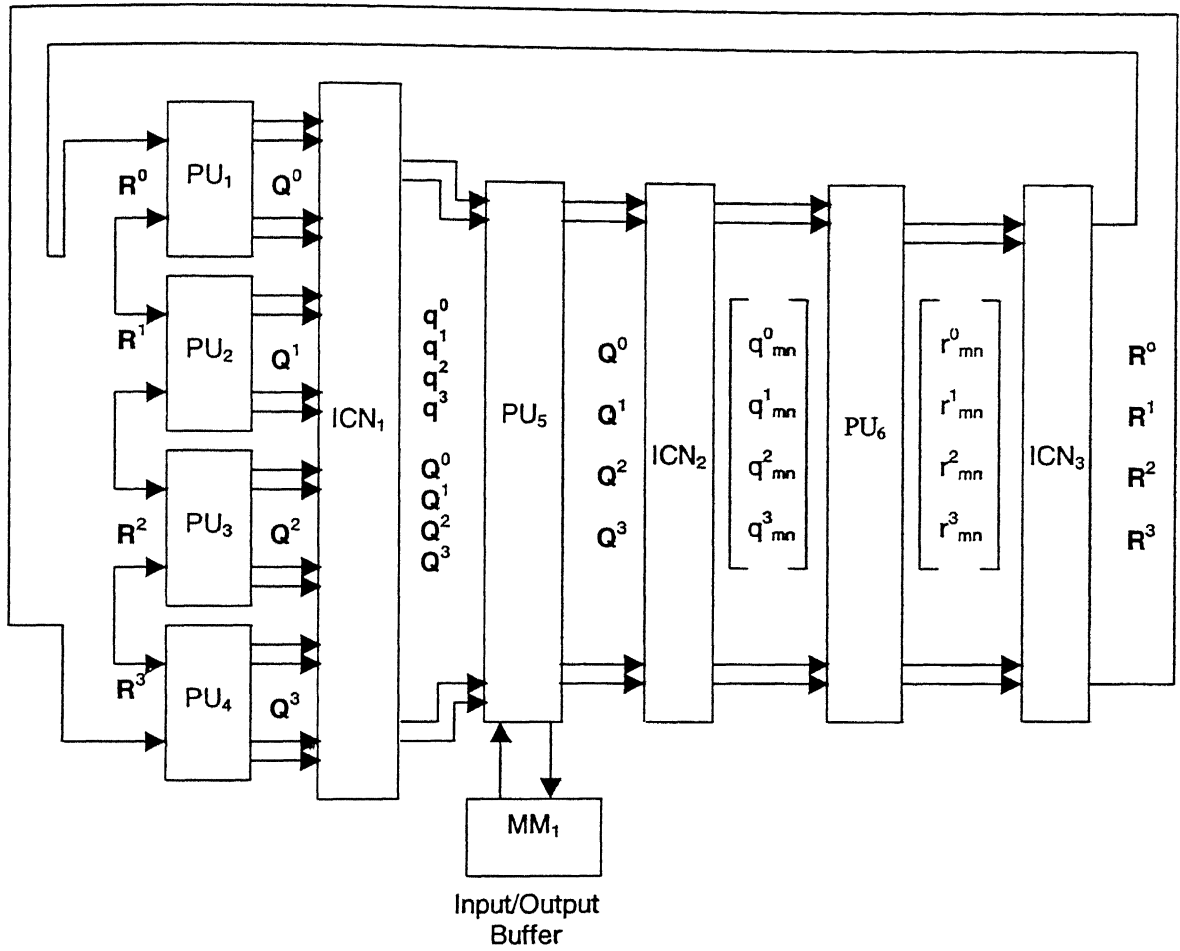 R⁰ PU₁ Q⁰
R¹ PU₂ Q¹
R² PU₃ Q²
R³ PU₄ Q³
ICN₁
q⁰
q¹
q²
q³
Q⁰
Q¹
Q²
Q³
PU₅
Q⁰
Q¹
Q²
Q³
ICN₂
q⁰mn
q¹mn
q²mn
q³mn
PU₆
r⁰mn
r¹mn
r²mn
r³mn
ICN₃
R⁰
R¹
R²
R³
MM₁
Input/Output
Buffer